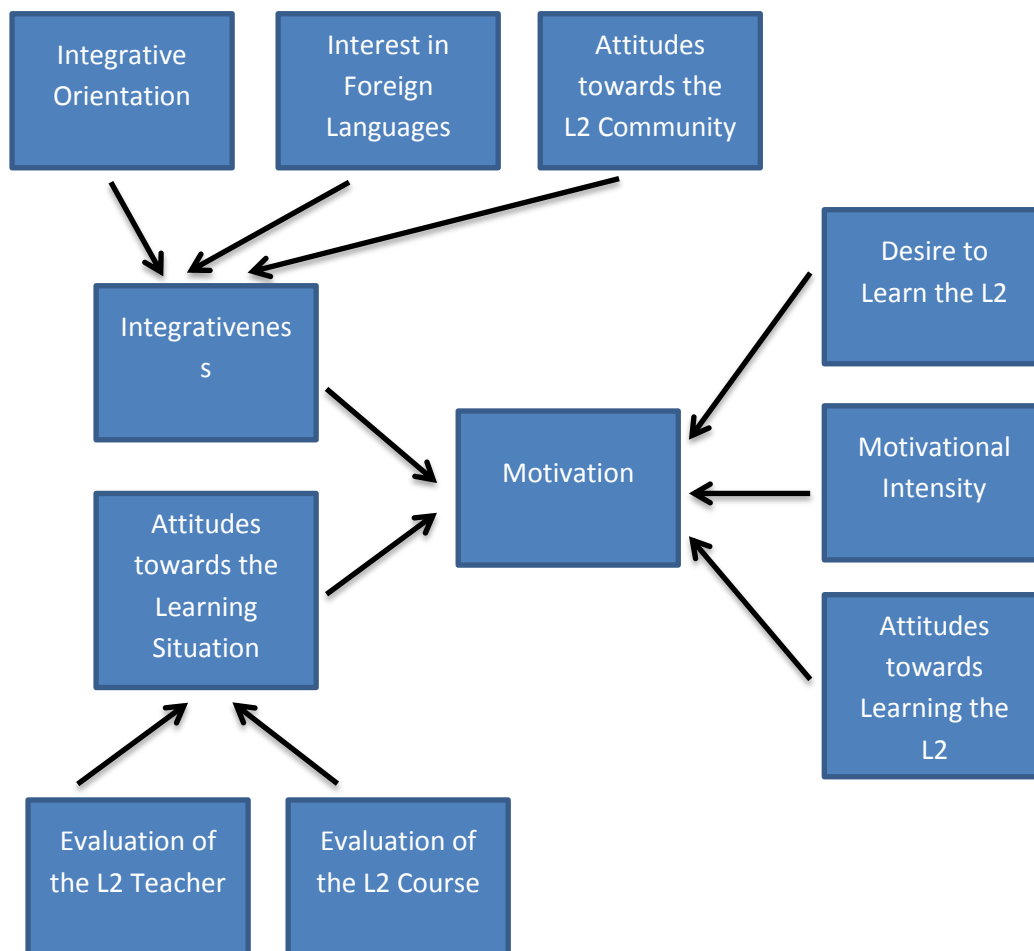 Integrative
Orientation
Interest in
Foreign
Languages
Attitudes
towards the
L2 Community
Desire to
Learn the L2
Integrativenes
s
Motivation
Motivational
Intensity
Attitudes
towards the
Learning
Situation
Attitudes
towards
Learning the
L2
Evaluation of
the L2 Teacher
Evaluation of
the L2 Course